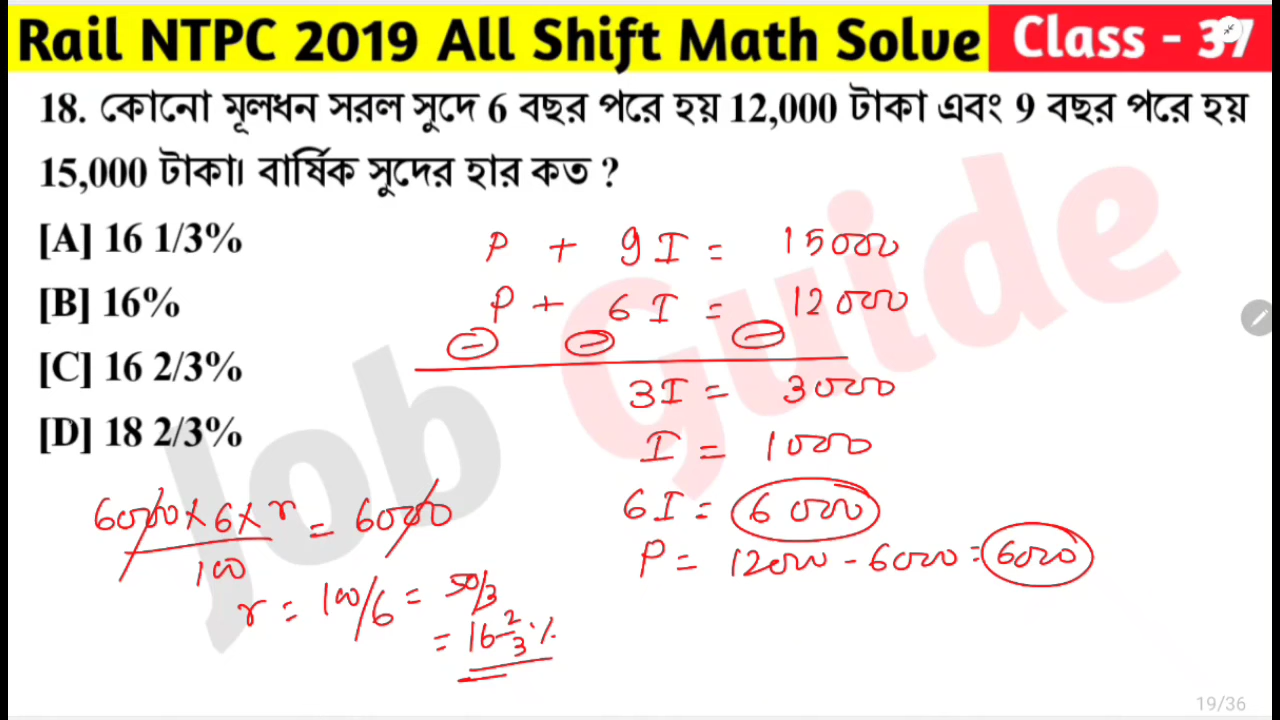 Rail NTPC 2019 All Shift Math Solve Class - 37
18. কোনো মূলধন সরল সুদে 6 বছর পরে হয় 12,000 টাকা এবং 9 বছর পরে হয়
15,000 টাকা। বার্ষিক সুদের হার কত ?
[A] 16 1/3%
[B] 16%
[C] 16 2/3%
[D] 18 2/3%
P + 9I = 15000
P + 6I = 12000
- - -
3I = 3000
I = 1000
6I = 6000
P = 12000 - 6000 = 6000
6000 × 6 × r = 6000
100
r = 100/6 = 50/3
= 16 2/3 %
Job Guide
19/36